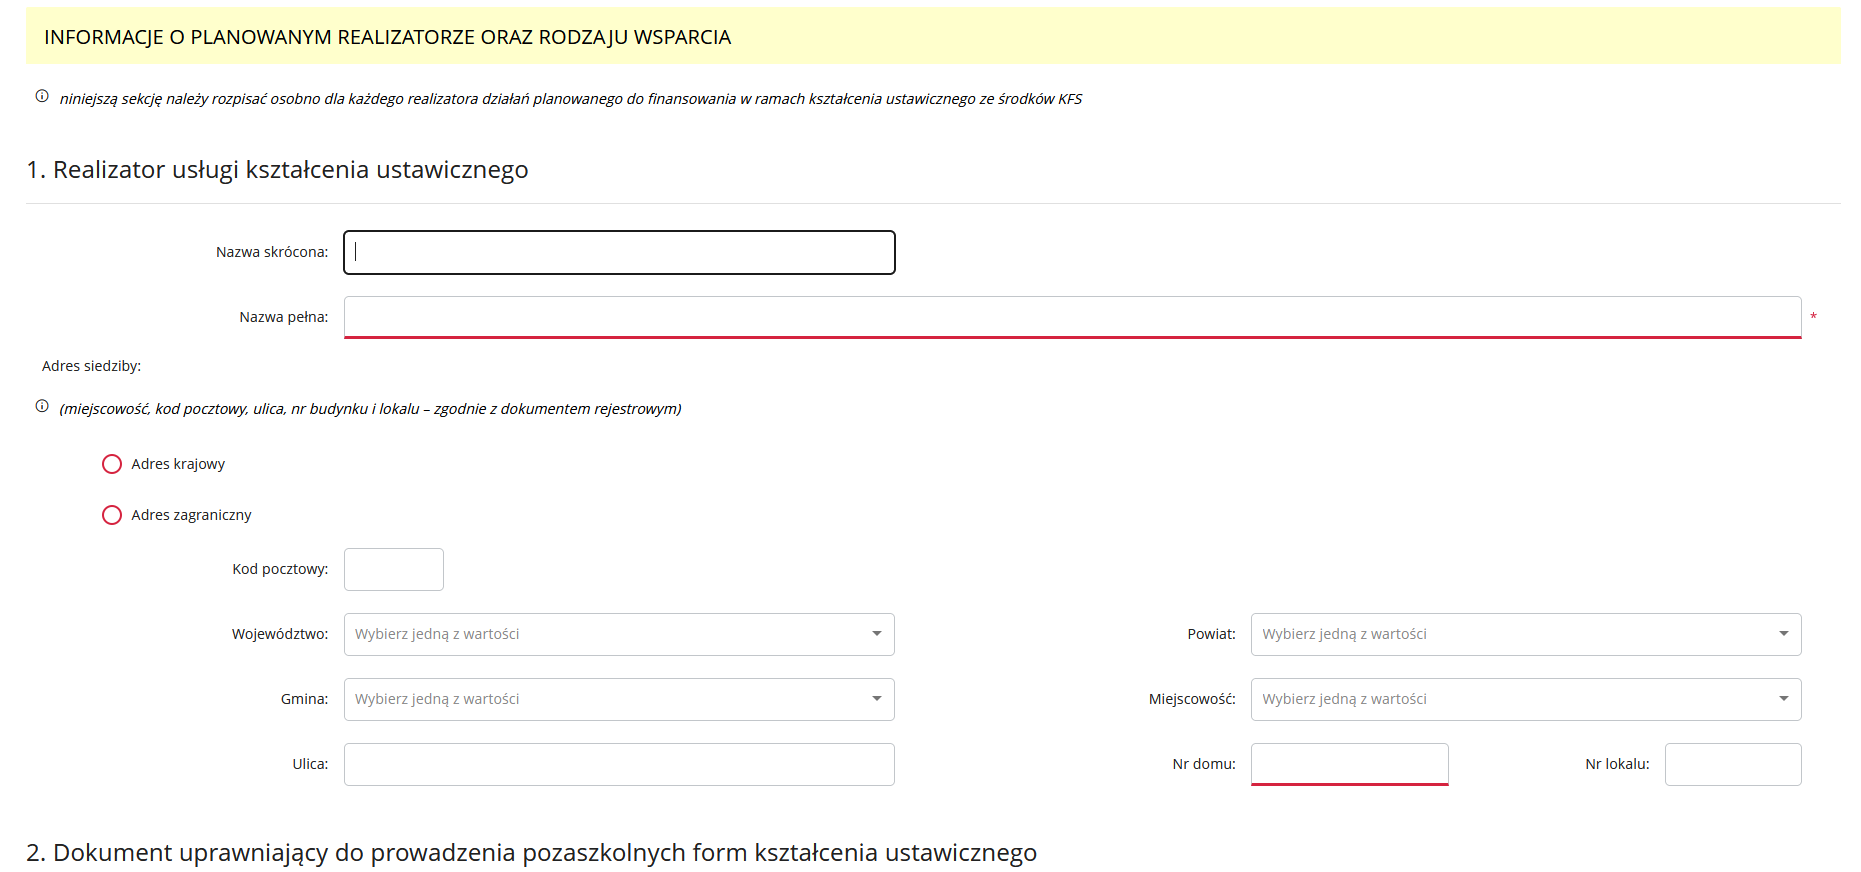 INFORMACJE O PLANOWANYM REALIZATORZE ORAZ RODZAJU WSPARCIA
niniejszą sekcję należy rozpisać osobno dla każdego realizatora działań planowanego do finansowania w ramach kształcenia ustawicznego ze środków KFS
1. Realizator usługi kształcenia ustawicznego
Nazwa skrócona:
Nazwa pełna: *
Adres siedziby:
(miejscowość, kod pocztowy, ulica, nr budynku i lokalu – zgodnie z dokumentem rejestrowym)
Adres krajowy
Adres zagraniczny
Kod pocztowy:
Województwo: Wybierz jedną z wartości Powiat: Wybierz jedną z wartości
Gmina: Wybierz jedną z wartości Miejscowość: Wybierz jedną z wartości
Ulica: Nr domu: Nr lokalu:
2. Dokument uprawniający do prowadzenia pozaszkolnych form kształcenia ustawicznego